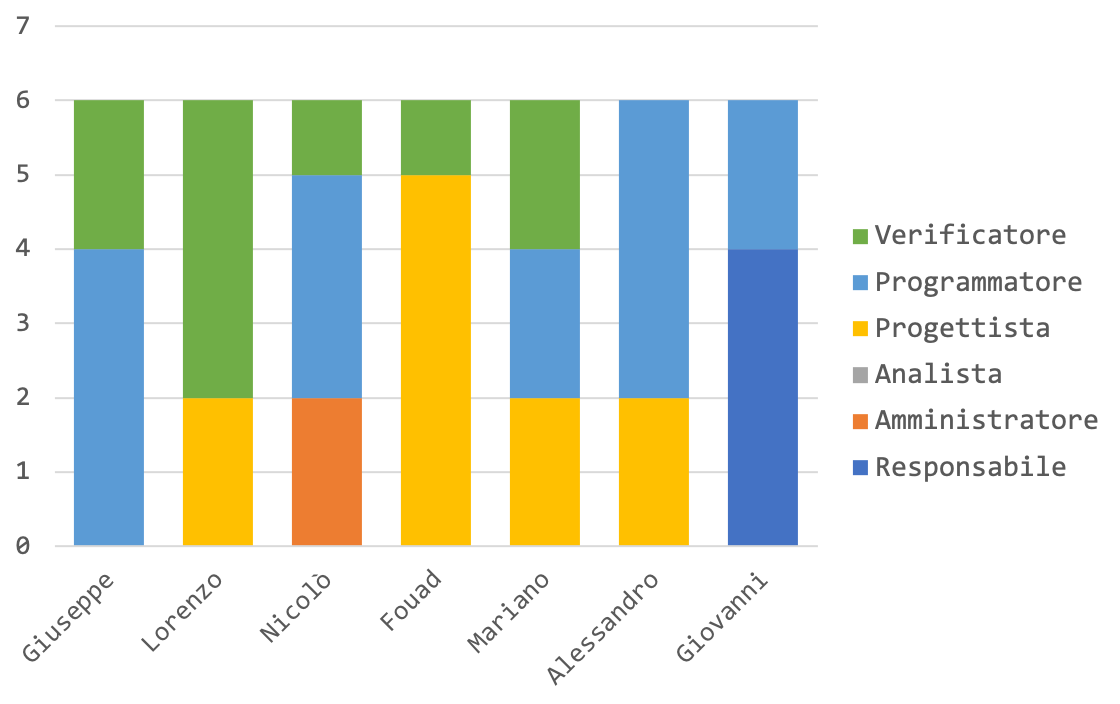 7
6
5
4
3
2
1
0
Giuseppe
Lorenzo
Nicolò
Fouad
Mariano
Alessandro
Giovanni
Verificatore
Programmatore
Progettista
Analista
Amministratore
Responsabile